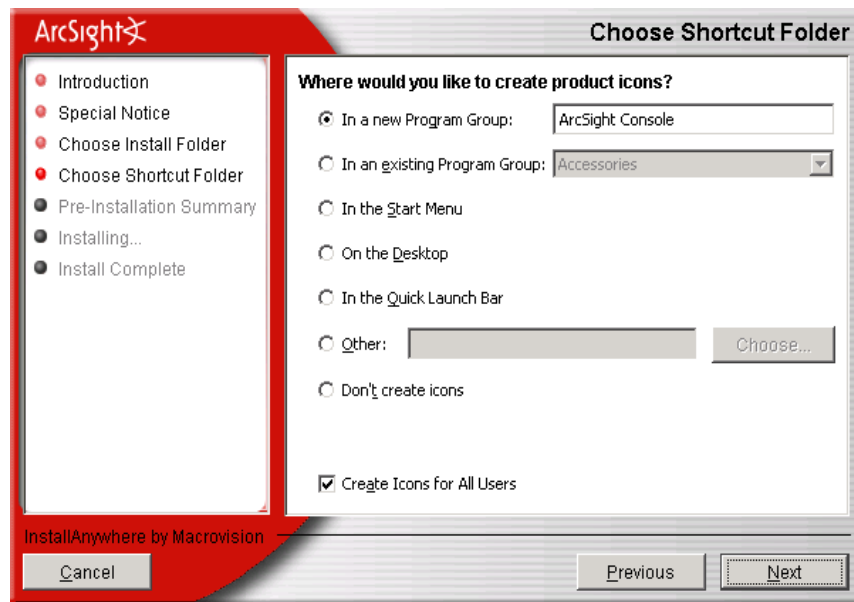 ArcSight
Choose Shortcut Folder
Introduction
Special Notice
Choose Install Folder
Choose Shortcut Folder
Pre-Installation Summary
Installing...
Install Complete
Where would you like to create product icons?
In a new Program Group: ArcSight Console
In an existing Program Group: Accessories
In the Start Menu
On the Desktop
In the Quick Launch Bar
Other: Choose...
Don't create icons
Create Icons for All Users
InstallAnywhere by Macrovision
Cancel Previous Next